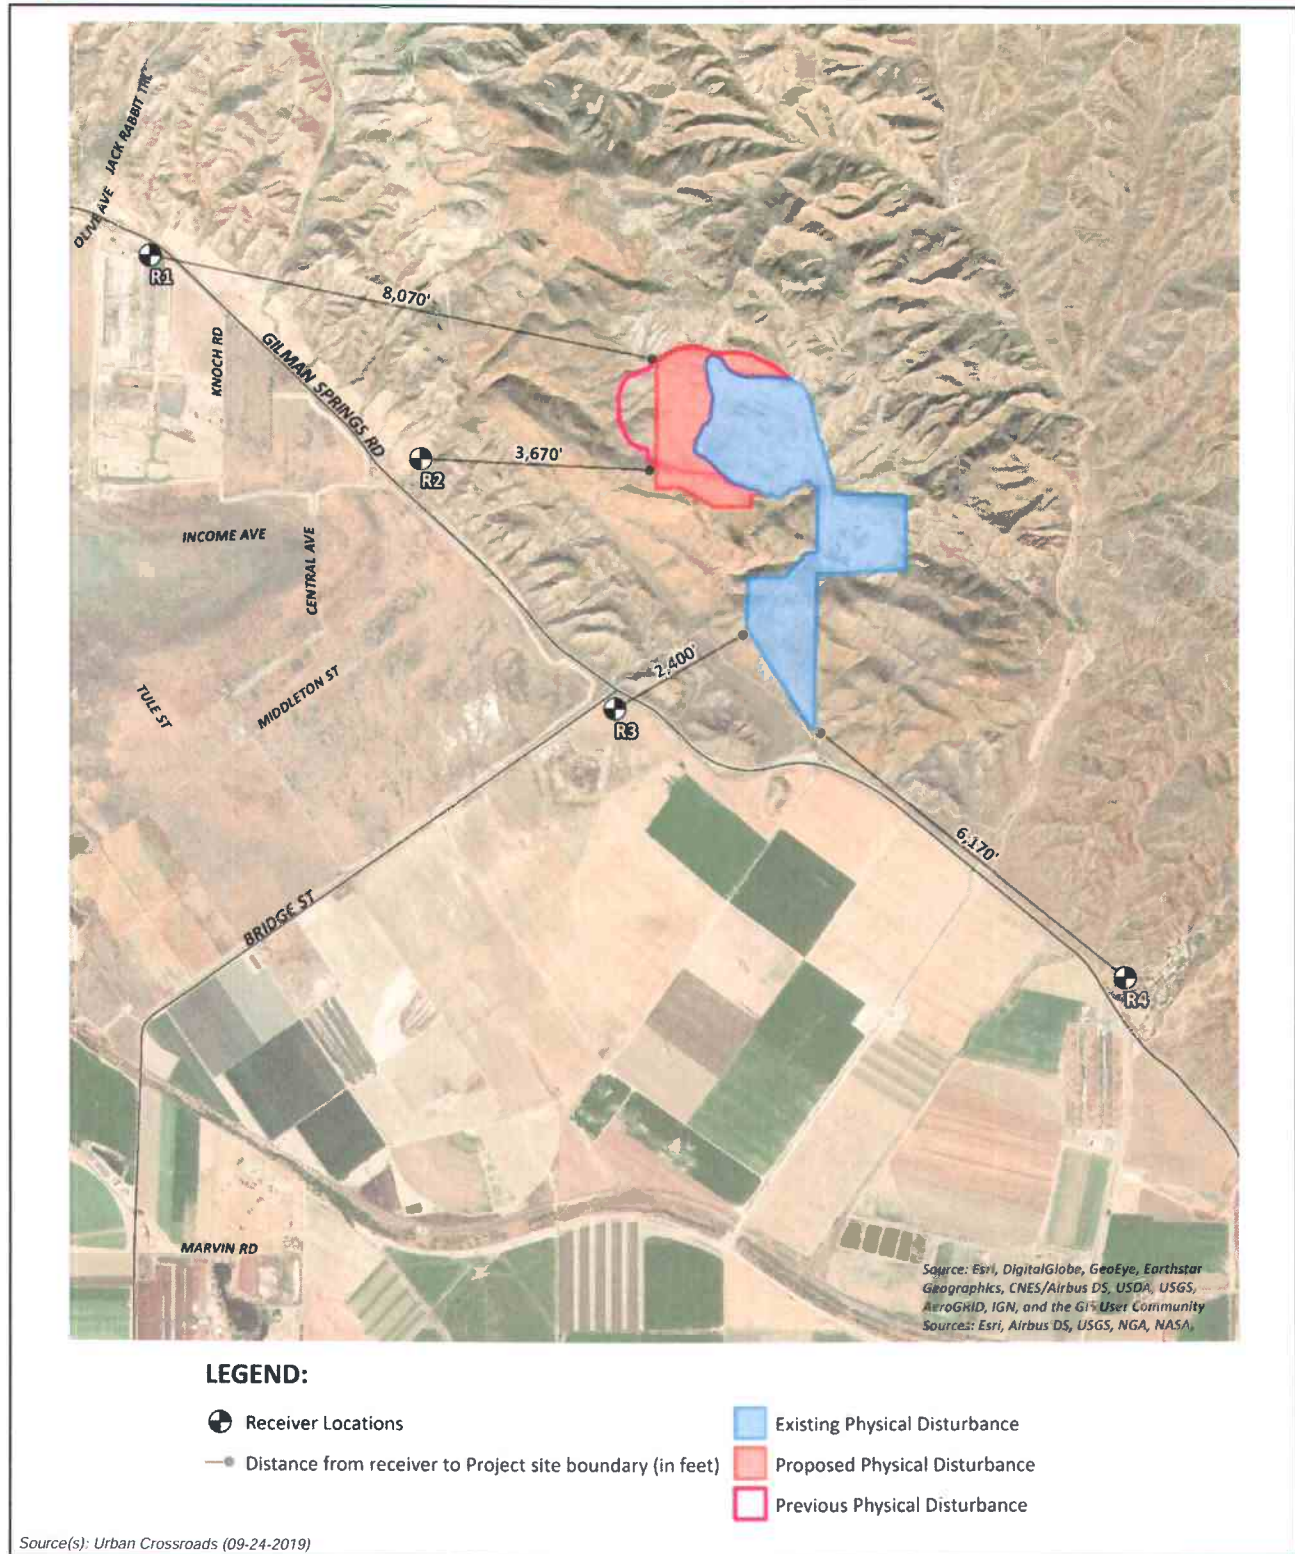 JACK RABBIT TRL
OLIVE AVE
R1
8,070'
KNOCH RD
GILMAN SPRINGS RD
3,670'
R2
INCOME AVE
CENTRAL AVE
2,400'
TULE ST
MIDDLETON ST
R3
6,170'
BRIDGE ST
R4
MARVIN RD
Source: Esri, DigitalGlobe, GeoEye, Earthstar
Geographics, CNES/Airbus DS, USDA, USGS,
AeroGRID, IGN, and the GIS User Community
Sources: Esri, Airbus DS, USGS, NGA, NASA,
LEGEND:
Receiver Locations
Distance from receiver to Project site boundary (in feet)
Existing Physical Disturbance
Proposed Physical Disturbance
Previous Physical Disturbance
Source(s): Urban Crossroads (09-24-2019)